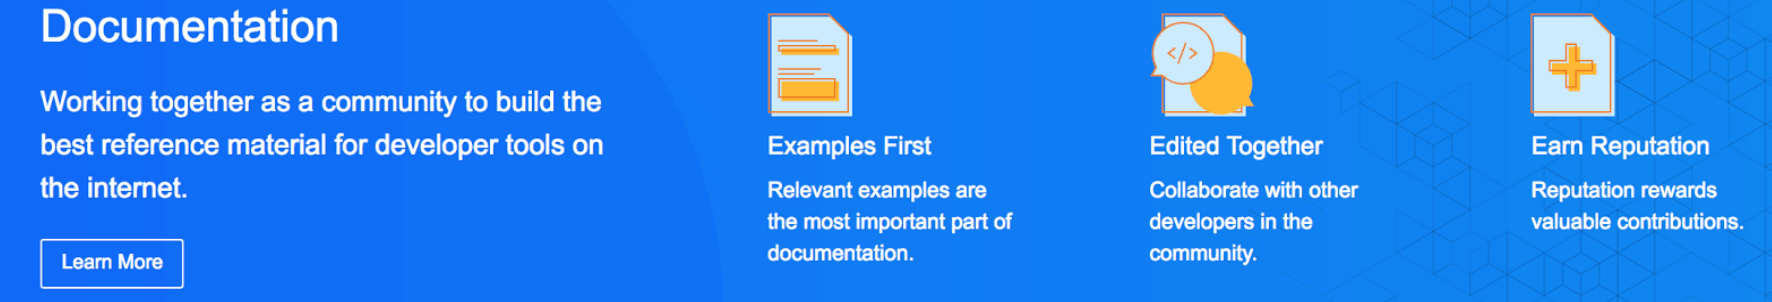 Documentation
Working together as a community to build the
best reference material for developer tools on
the internet.
Learn More
</>
Examples First
Relevant examples are
the most important part of
documentation.
Edited Together
Collaborate with other
developers in the
community.
Earn Reputation
Reputation rewards
valuable contributions.